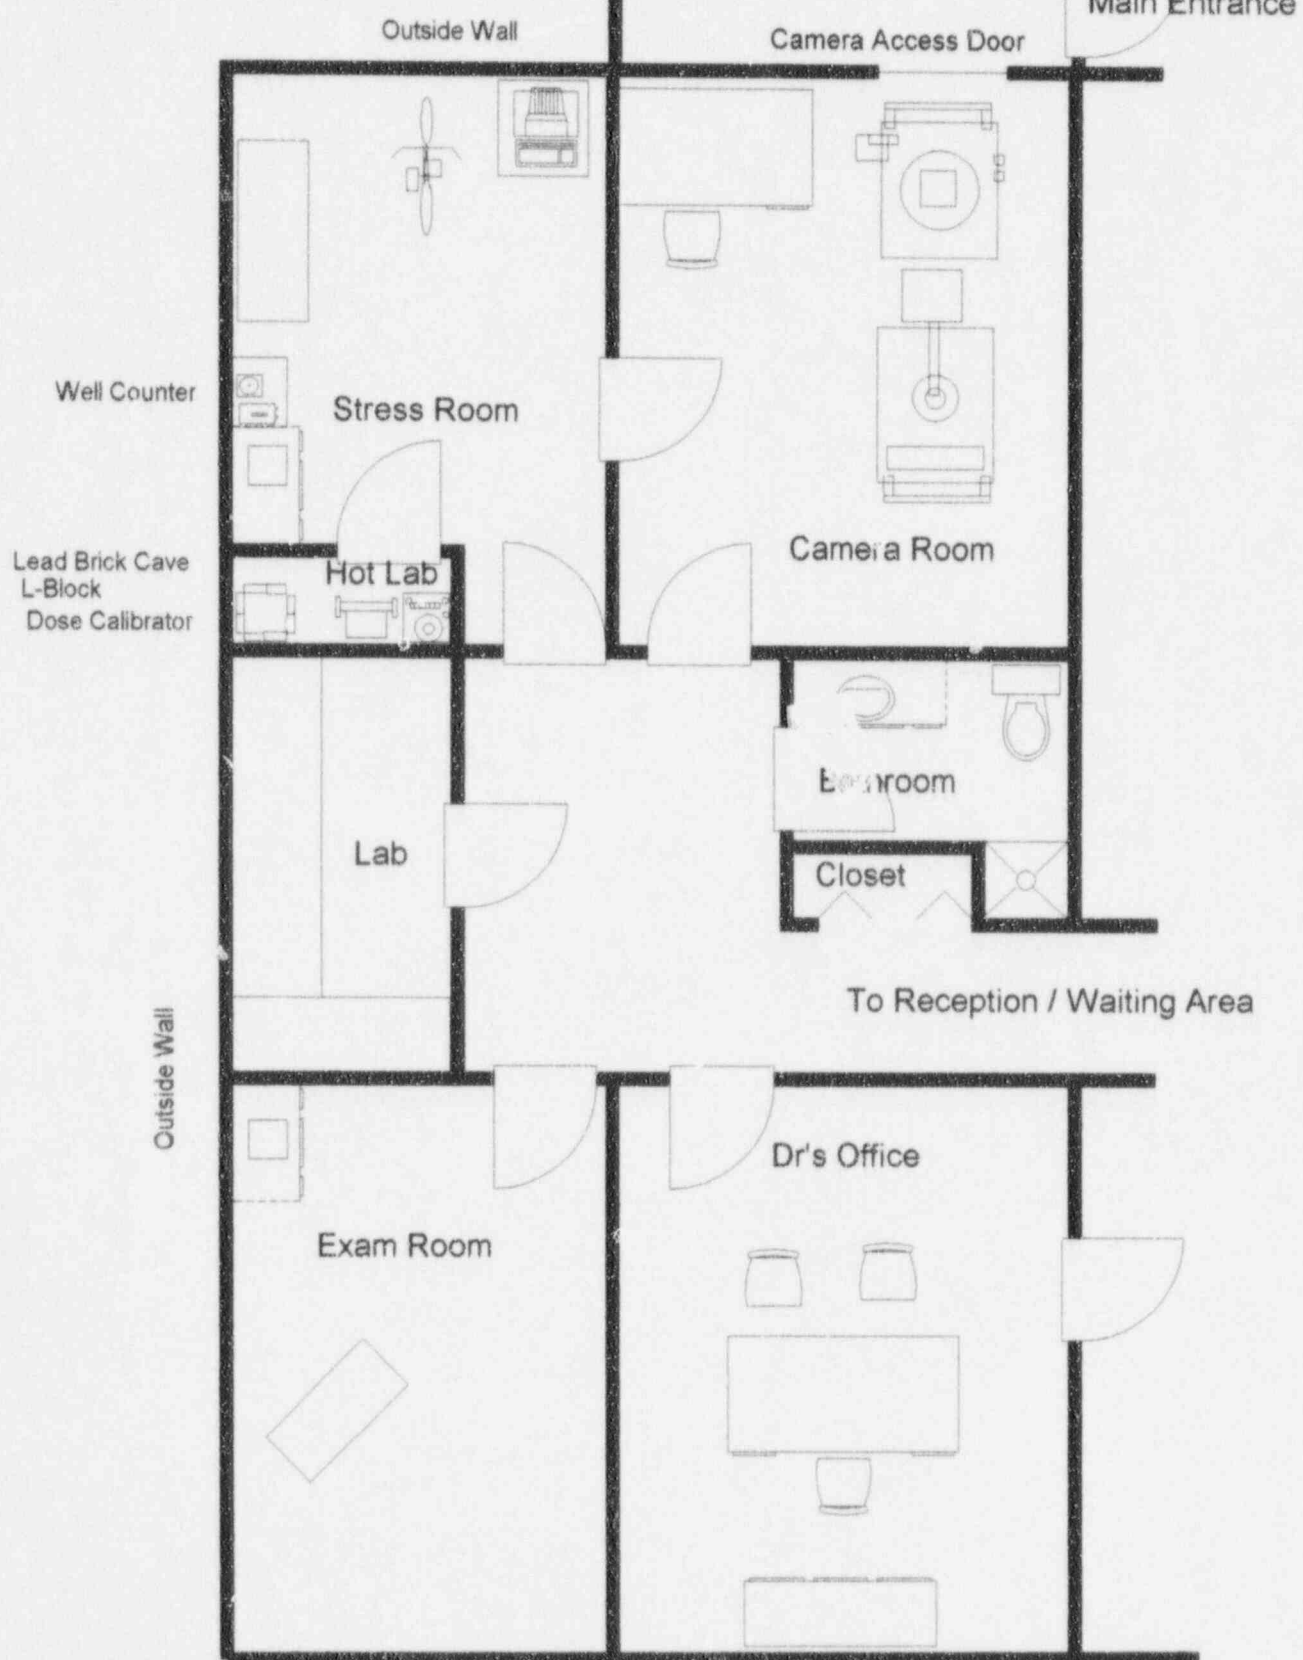 Main Entrance
Outside Wall
Camera Access Door
Well Counter
Stress Room
Camera Room
Lead Brick Cave
L-Block
Dose Calibrator
Hot Lab
Bathroom
Lab
Closet
To Reception / Waiting Area
Outside Wall
Dr's Office
Exam Room